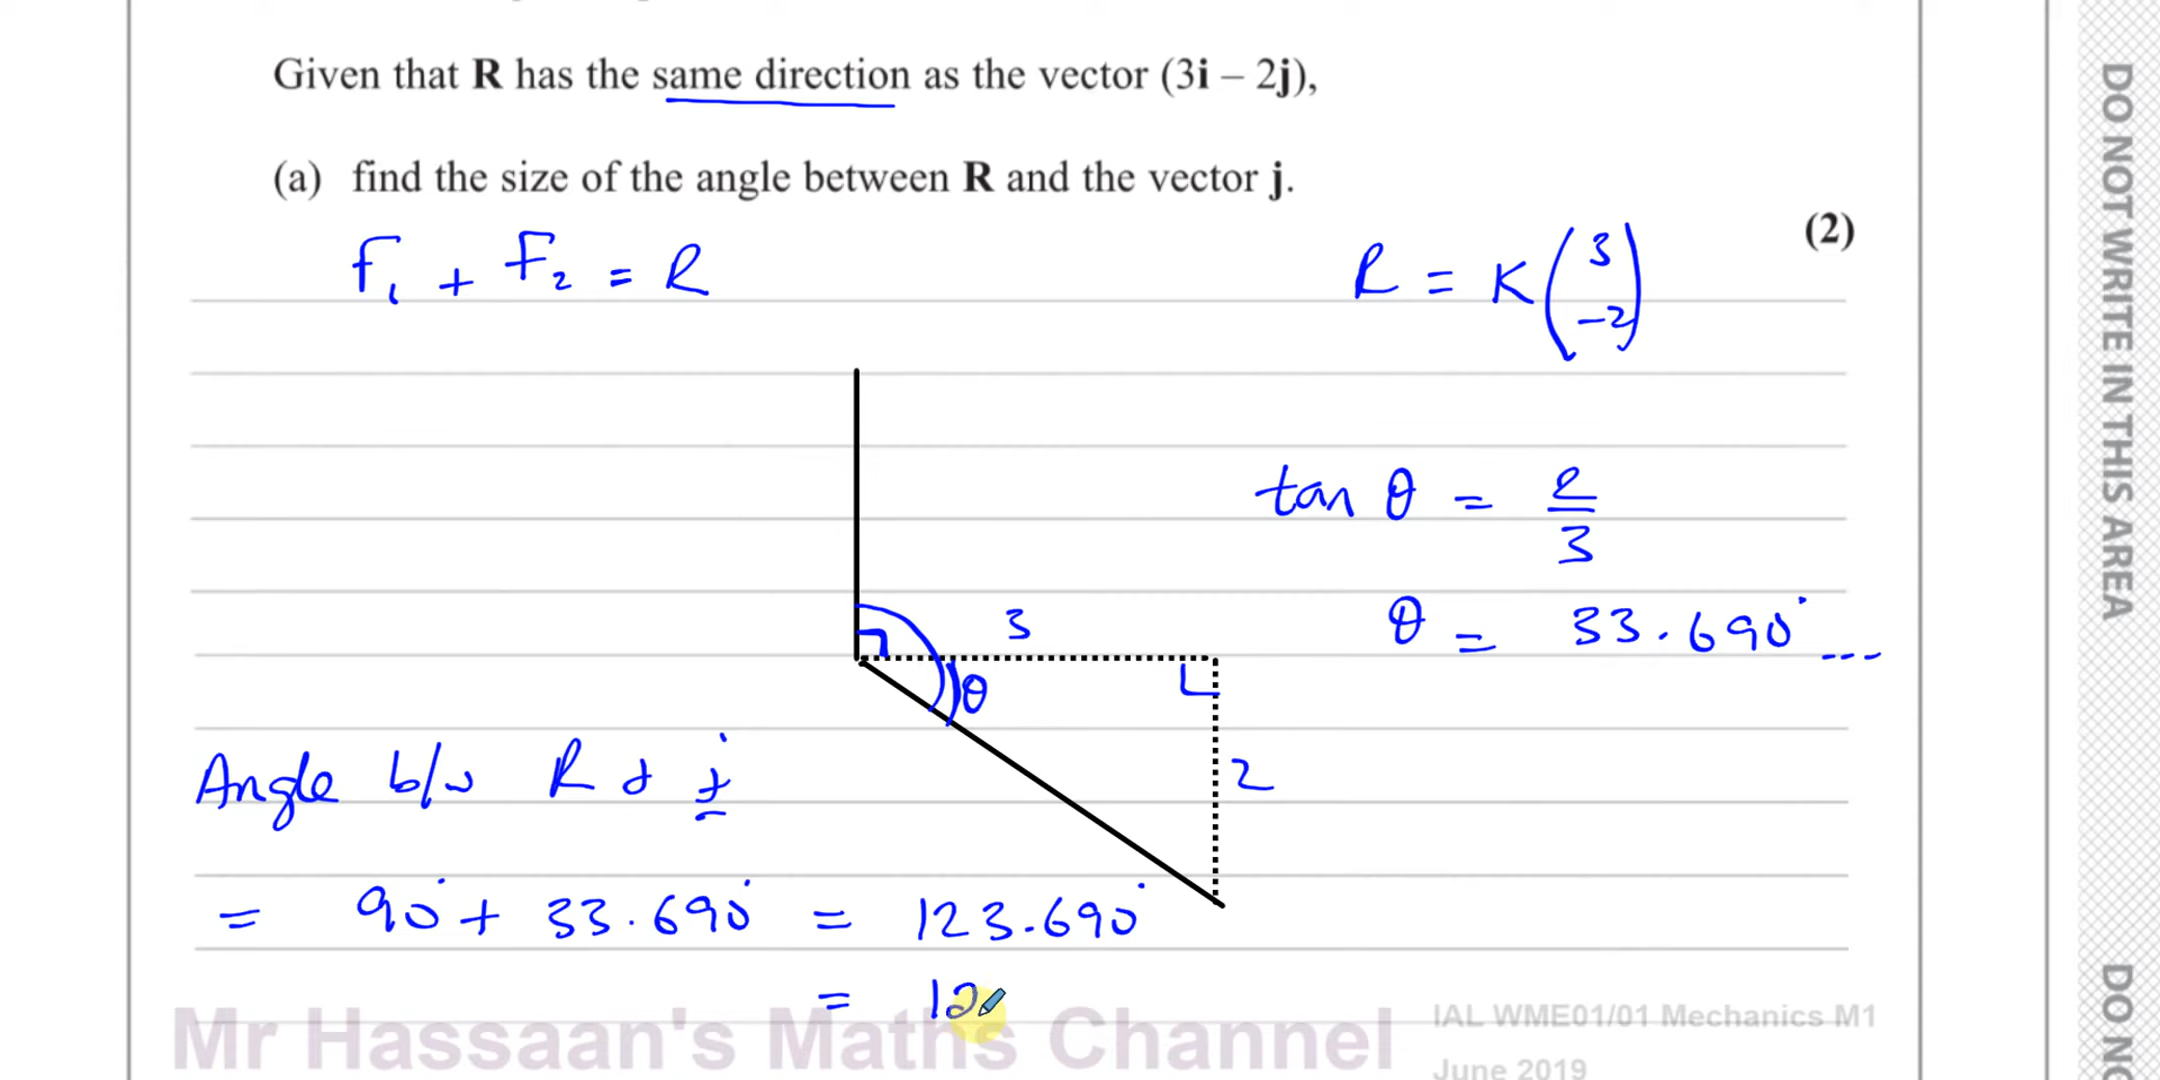 Given that R has the same direction as the vector (3i – 2j),
(a) find the size of the angle between R and the vector j.
(2)
F₁ + F₂ = R
R = K(3 -2)
tan θ = 2/3
3
θ = 33.690° ...
θ
Angle b/w R & j
2
= 90° + 33.690° = 123.690°
= 12
Mr Hassaan's Maths Channel
IAL WME01/01 Mechanics M1
June 2019
DO NOT WRITE IN THIS AREA
DO NO